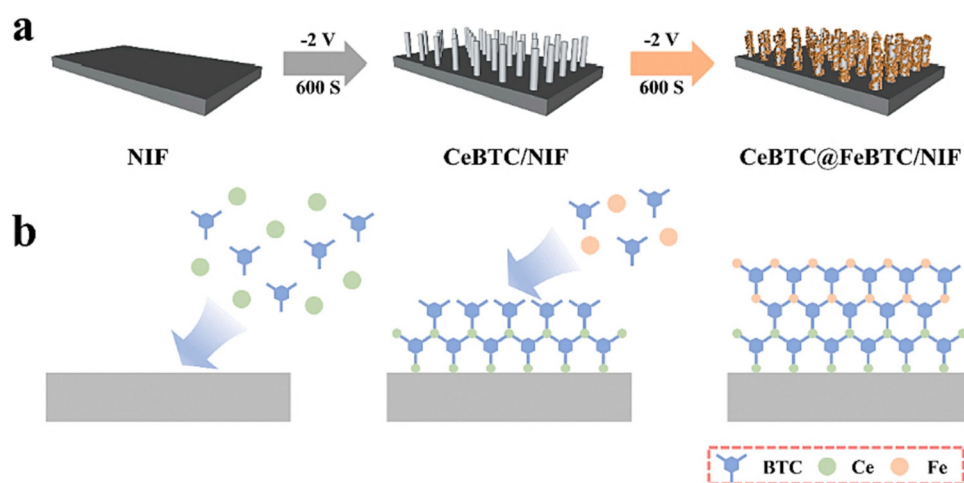 a
-2 V
600 S
-2 V
600 S
NIF
CeBTC/NIF
CeBTC@FeBTC/NIF
b
BTC
Ce
Fe